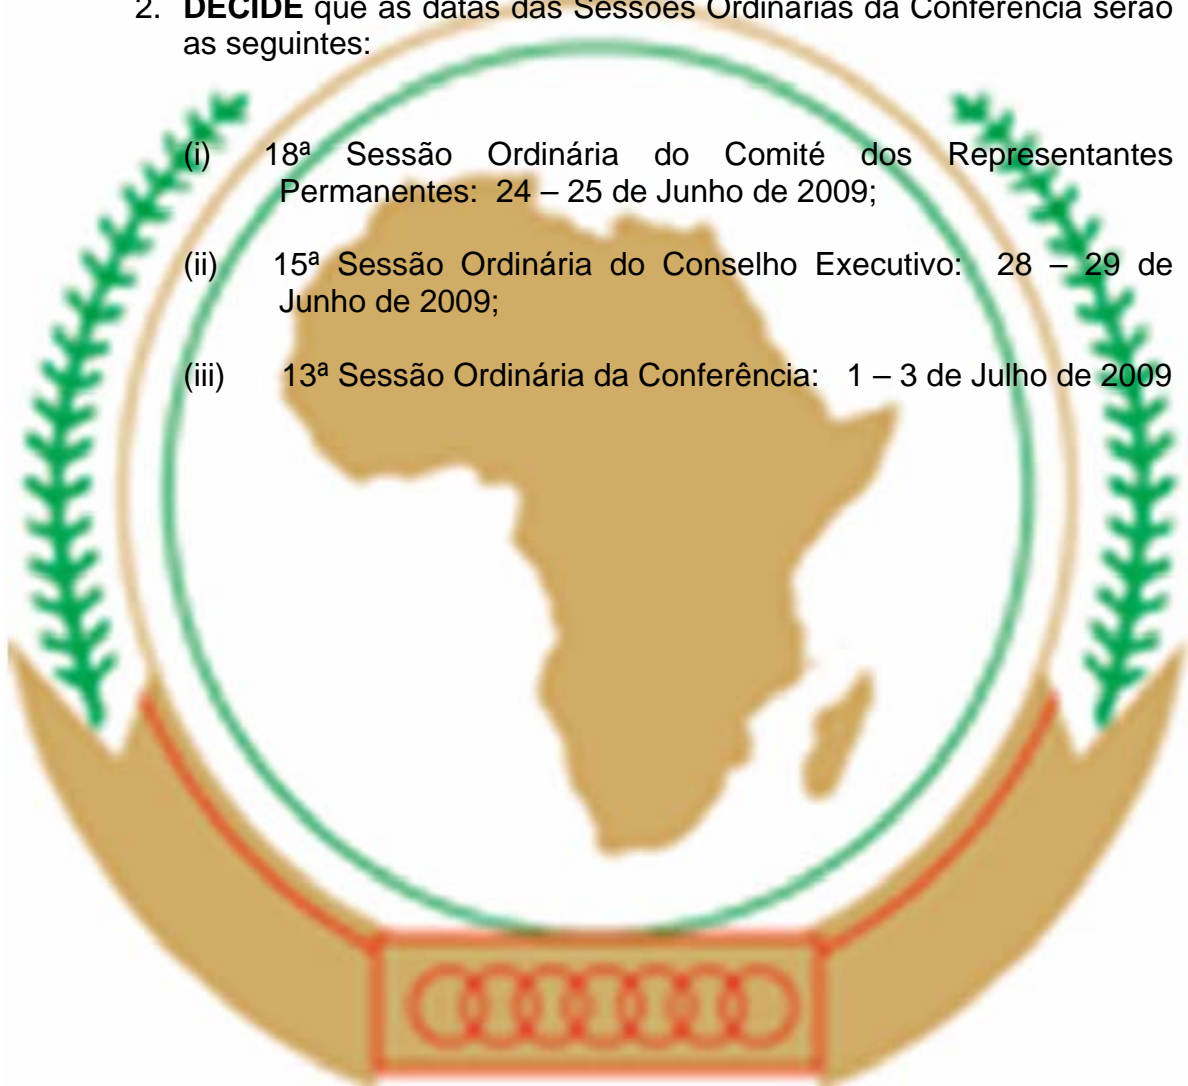 2. DECIDE que as datas das Sessões Ordinárias da Conferência serão
as seguintes:
(i) 18ª Sessão Ordinária do Comité dos Representantes
Permanentes: 24 – 25 de Junho de 2009;
(ii) 15ª Sessão Ordinária do Conselho Executivo: 28 – 29 de
Junho de 2009;
(iii) 13ª Sessão Ordinária da Conferência: 1 – 3 de Julho de 2009